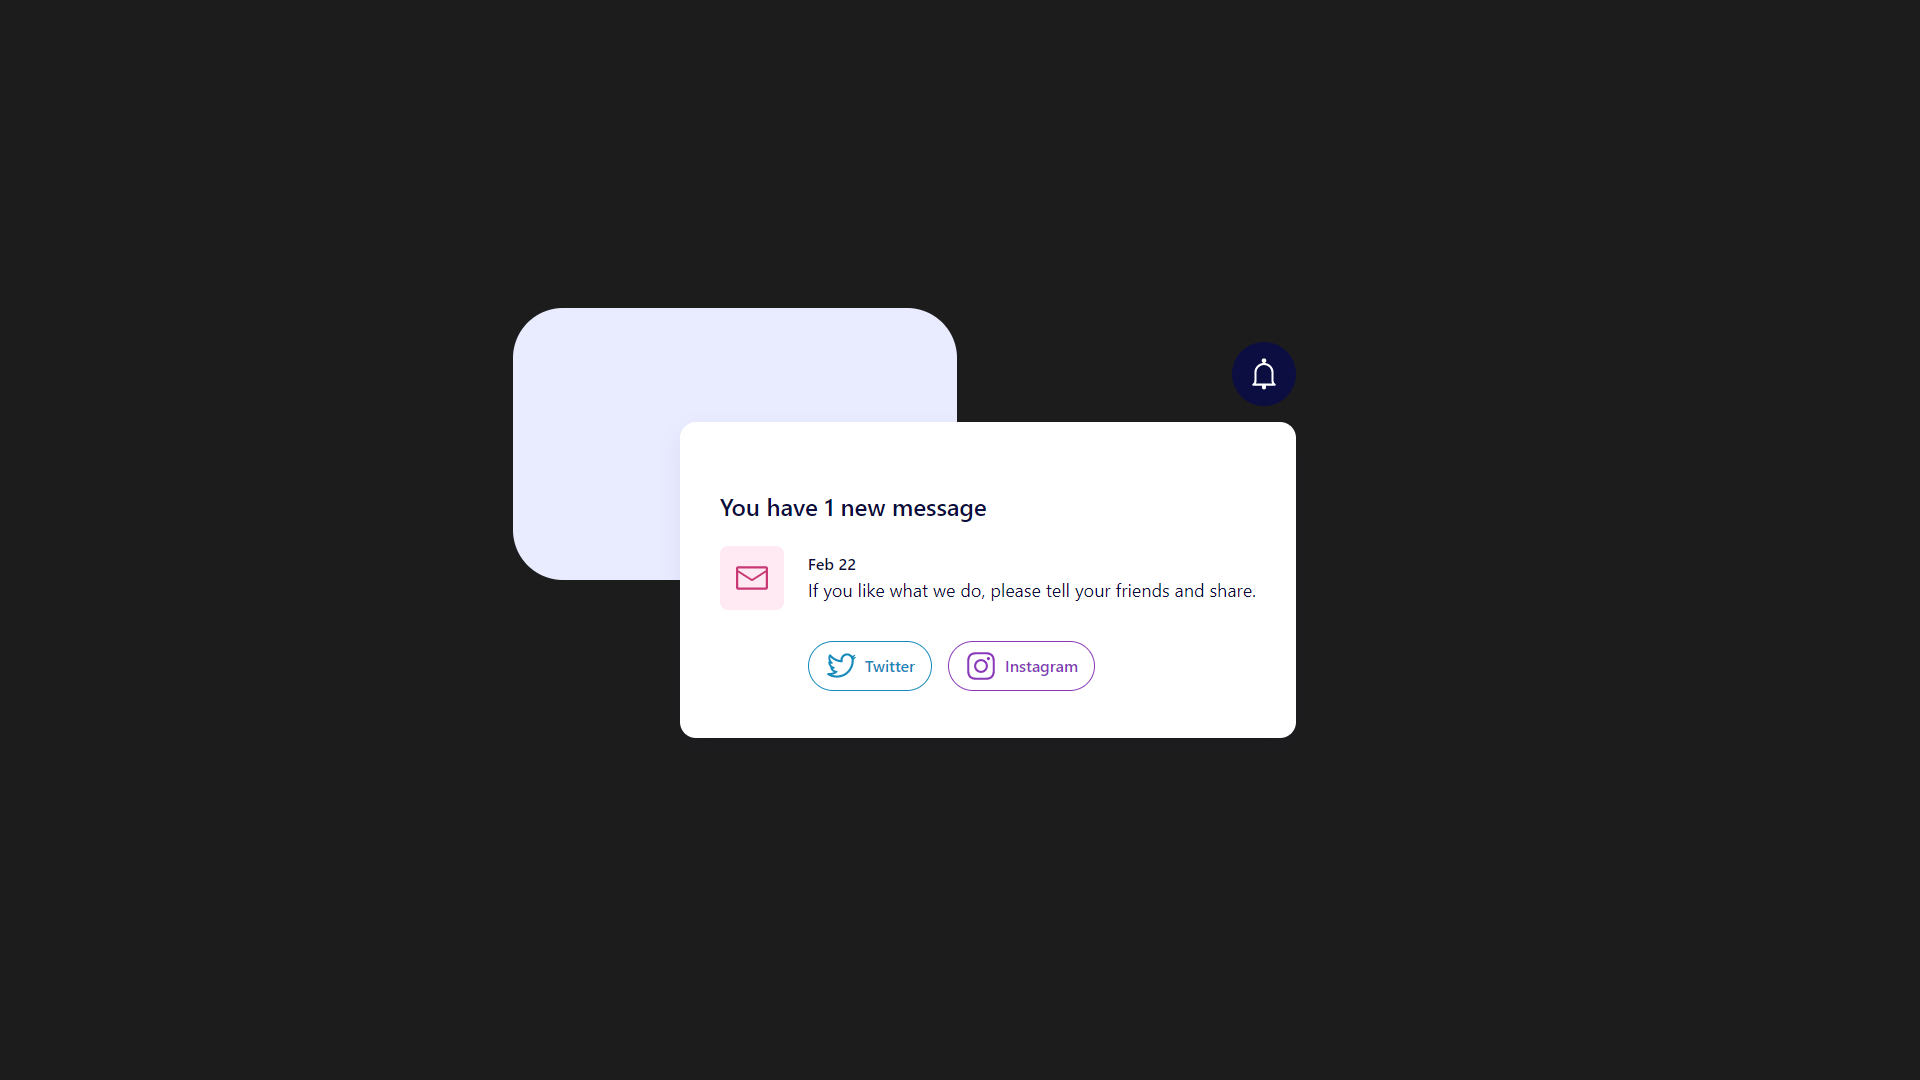 You have 1 new message
Feb 22
If you like what we do, please tell your friends and share.
Twitter
Instagram